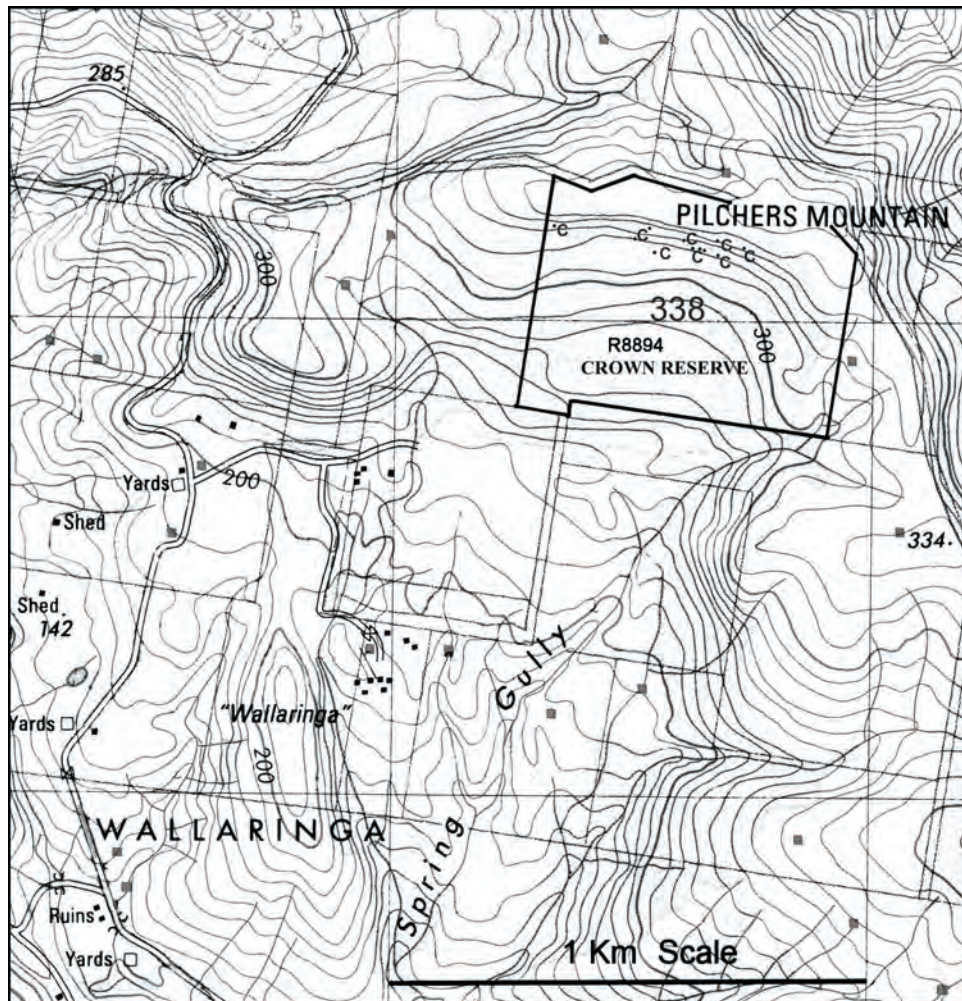 285
PILCHERS MOUNTAIN
C
C
C
C
C
C
C
C
300
338
300
R8894
CROWN RESERVE
Yards
200
Shed
334
Shed
142
Gully
Yards
"Wallaringa"
200
WALLARINGA
Spring
Ruins
1 Km Scale
Yards